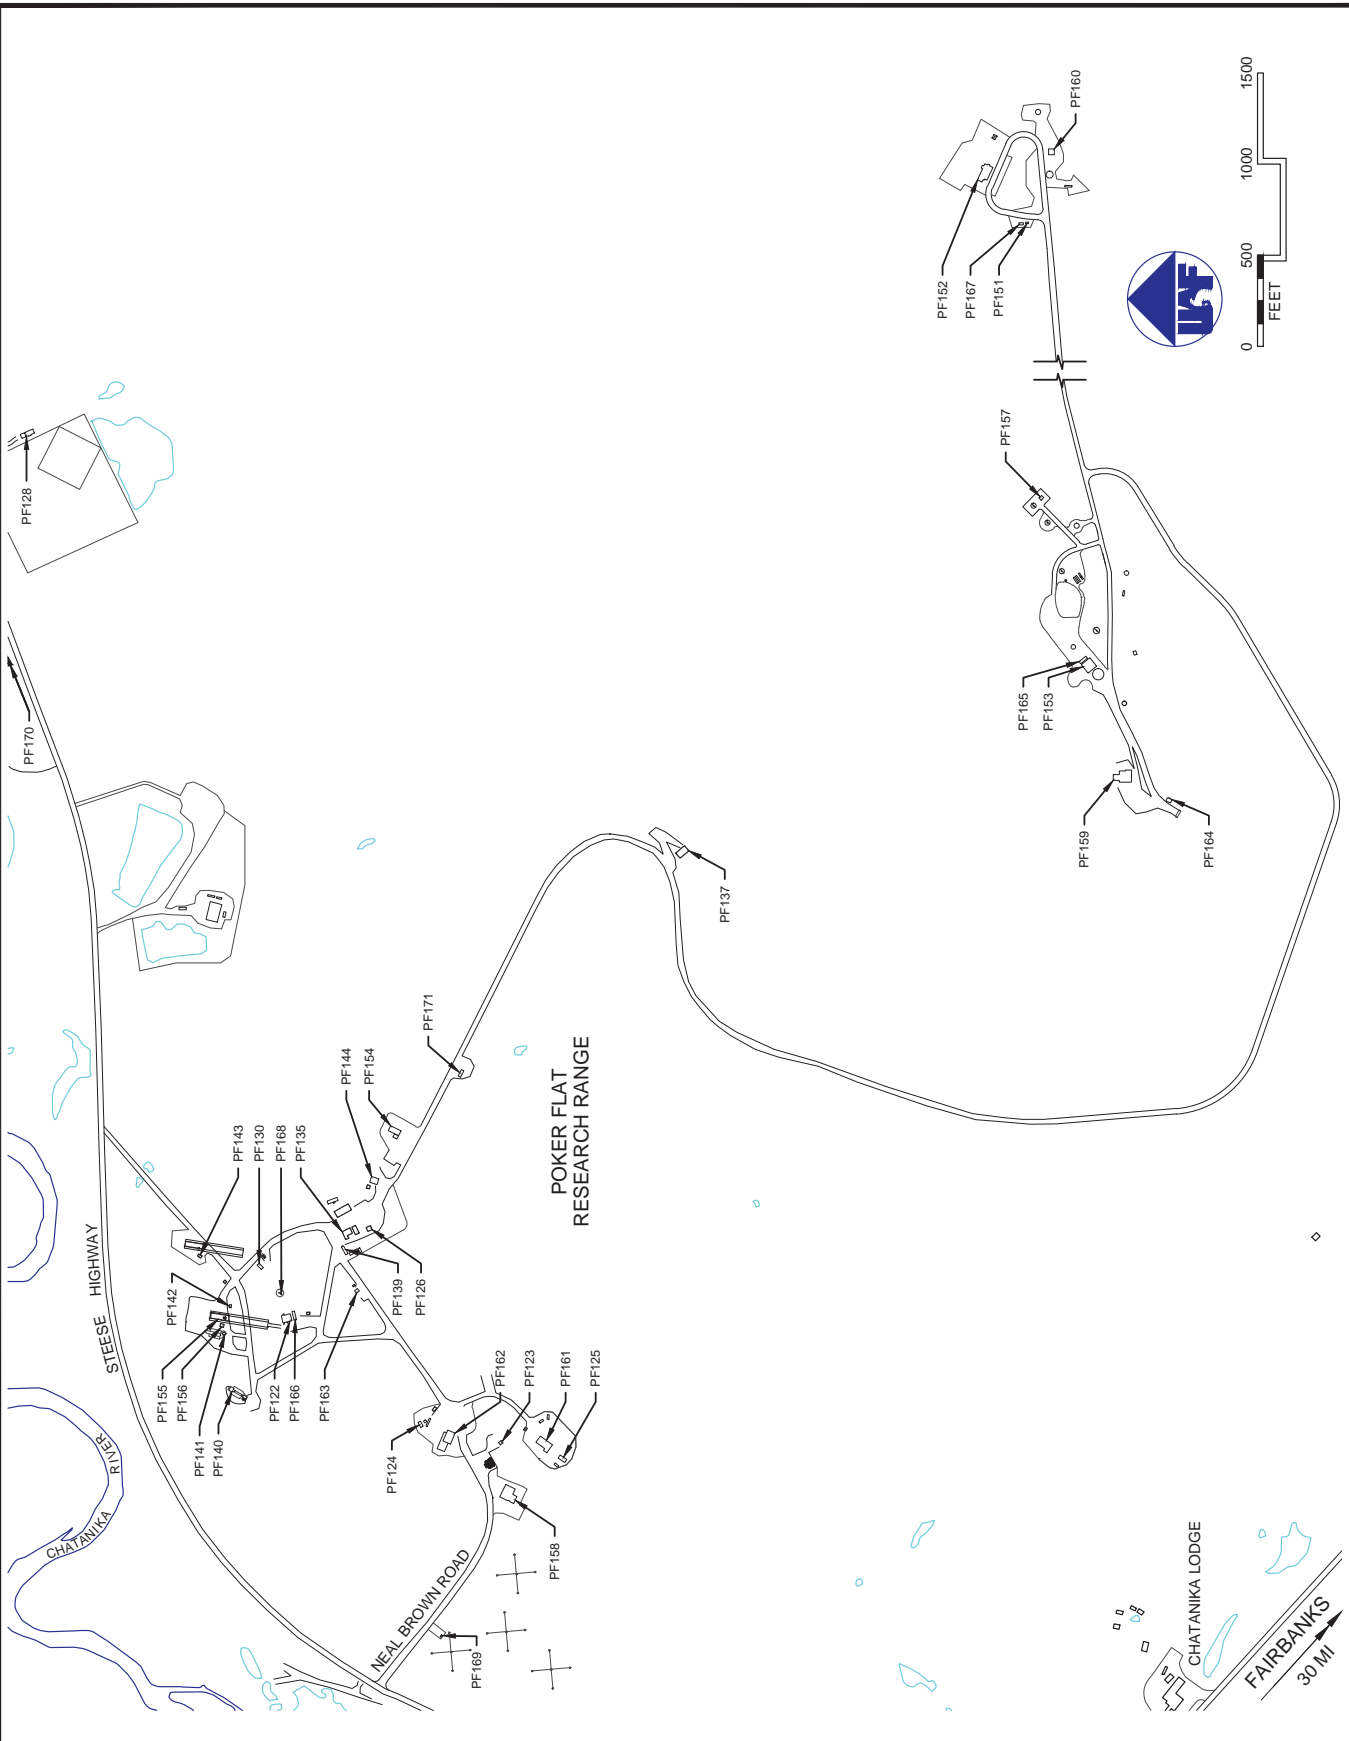 PF160
1500
1000
500
0
FEET
UAF
PF152
PF167
PF151
PF157
PF128
PF165
PF153
PF170
PF159
PF164
PF137
PF171
PF144
PF154
POKER FLAT
RESEARCH RANGE
PF143
PF130
PF168
PF135
STEESE HIGHWAY
PF142
PF139
PF126
PF155
PF156
PF141
PF140
PF122
PF166
PF163
PF162
PF123
PF161
PF125
PF124
CHATANIKA RIVER
PF158
NEAL BROWN ROAD
PF169
CHATANIKA LODGE
FAIRBANKS
30 MI